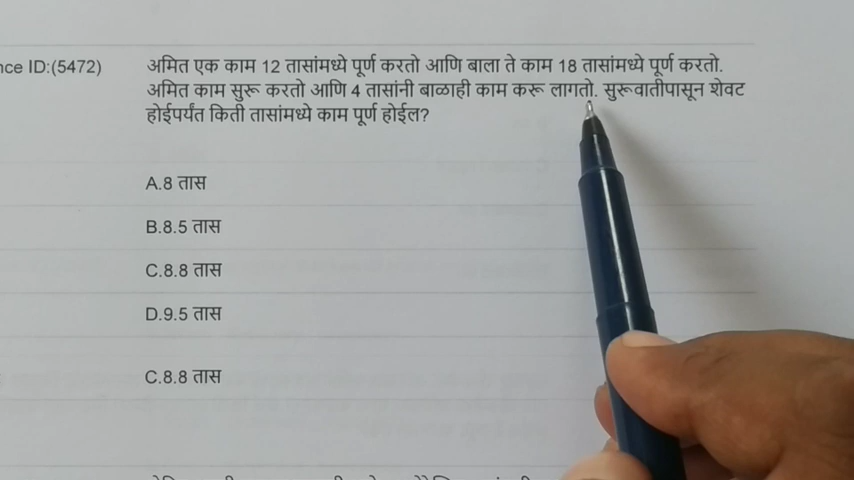 nce ID:(5472)
अमित एक काम 12 तासांमध्ये पूर्ण करतो आणि बाला ते काम 18 तासांमध्ये पूर्ण करतो.
अमित काम सुरू करतो आणि 4 तासांनी बाळाही काम करू लागतो. सुरूवातीपासून शेवट
होईपर्यंत किती तासांमध्ये काम पूर्ण होईल?
A.8 तास
B.8.5 तास
C.8.8 तास
D.9.5 तास
C.8.8 तास